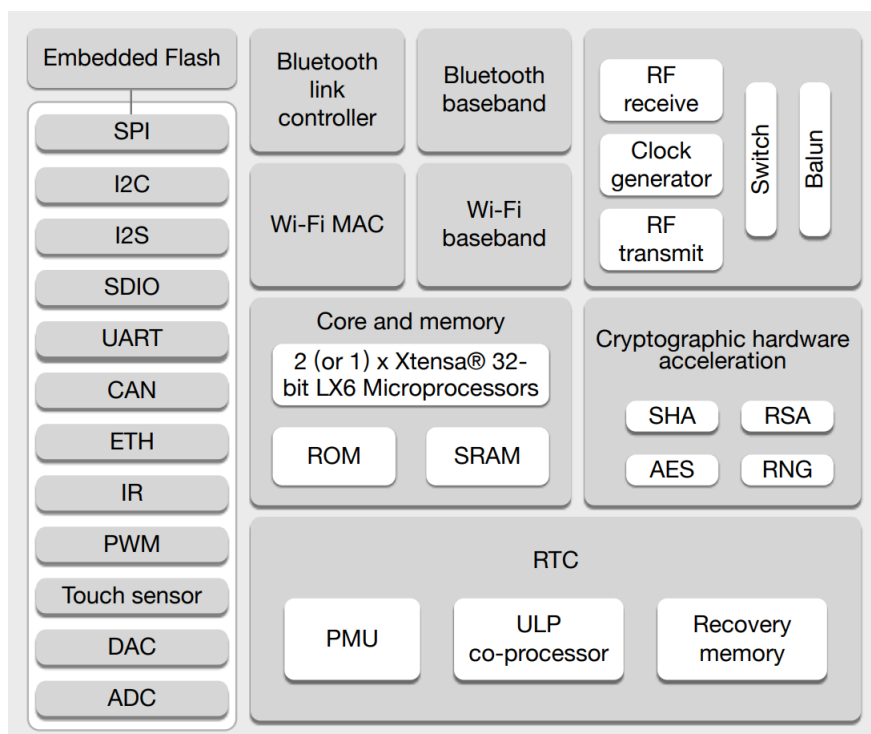 Embedded Flash
SPI
I2C
I2S
SDIO
UART
CAN
ETH
IR
PWM
Touch sensor
DAC
ADC
Bluetooth
link
controller
Bluetooth
baseband
Wi-Fi MAC
Wi-Fi
baseband
RF
receive
Clock
generator
RF
transmit
Switch
Balun
Core and memory
2 (or 1) x Xtensa® 32-
bit LX6 Microprocessors
ROM
SRAM
Cryptographic hardware
acceleration
SHA
RSA
AES
RNG
RTC
PMU
ULP
co-processor
Recovery
memory